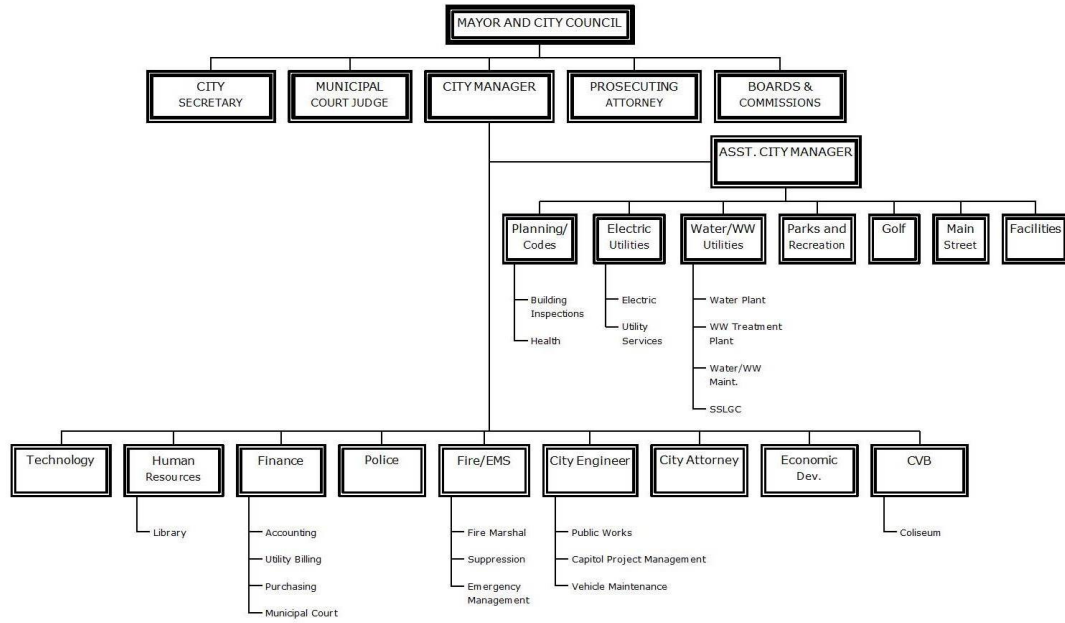 MAYOR AND CITY COUNCIL
CITY
SECRETARY
MUNICIPAL
COURT JUDGE
CITY MANAGER
PROSECUTING
ATTORNEY
BOARDS &
COMMISSIONS
ASST. CITY MANAGER
Planning/
Codes
Electric
Utilities
Water/WW
Utilities
Parks and
Recreation
Golf
Main
Street
Facilities
Building
Inspections
Health
Electric
Utility
Services
Water Plant
WW Treatment
Plant
Water/WW
Maint.
SSLGC
Technology
Human
Resources
Finance
Police
Fire/EMS
City Engineer
City Attorney
Economic
Dev.
CVB
Library
Accounting
Utility Billing
Purchasing
Municipal Court
Fire Marshal
Suppression
Emergency
Management
Public Works
Capitol Project Management
Vehicle Maintenance
Coliseum